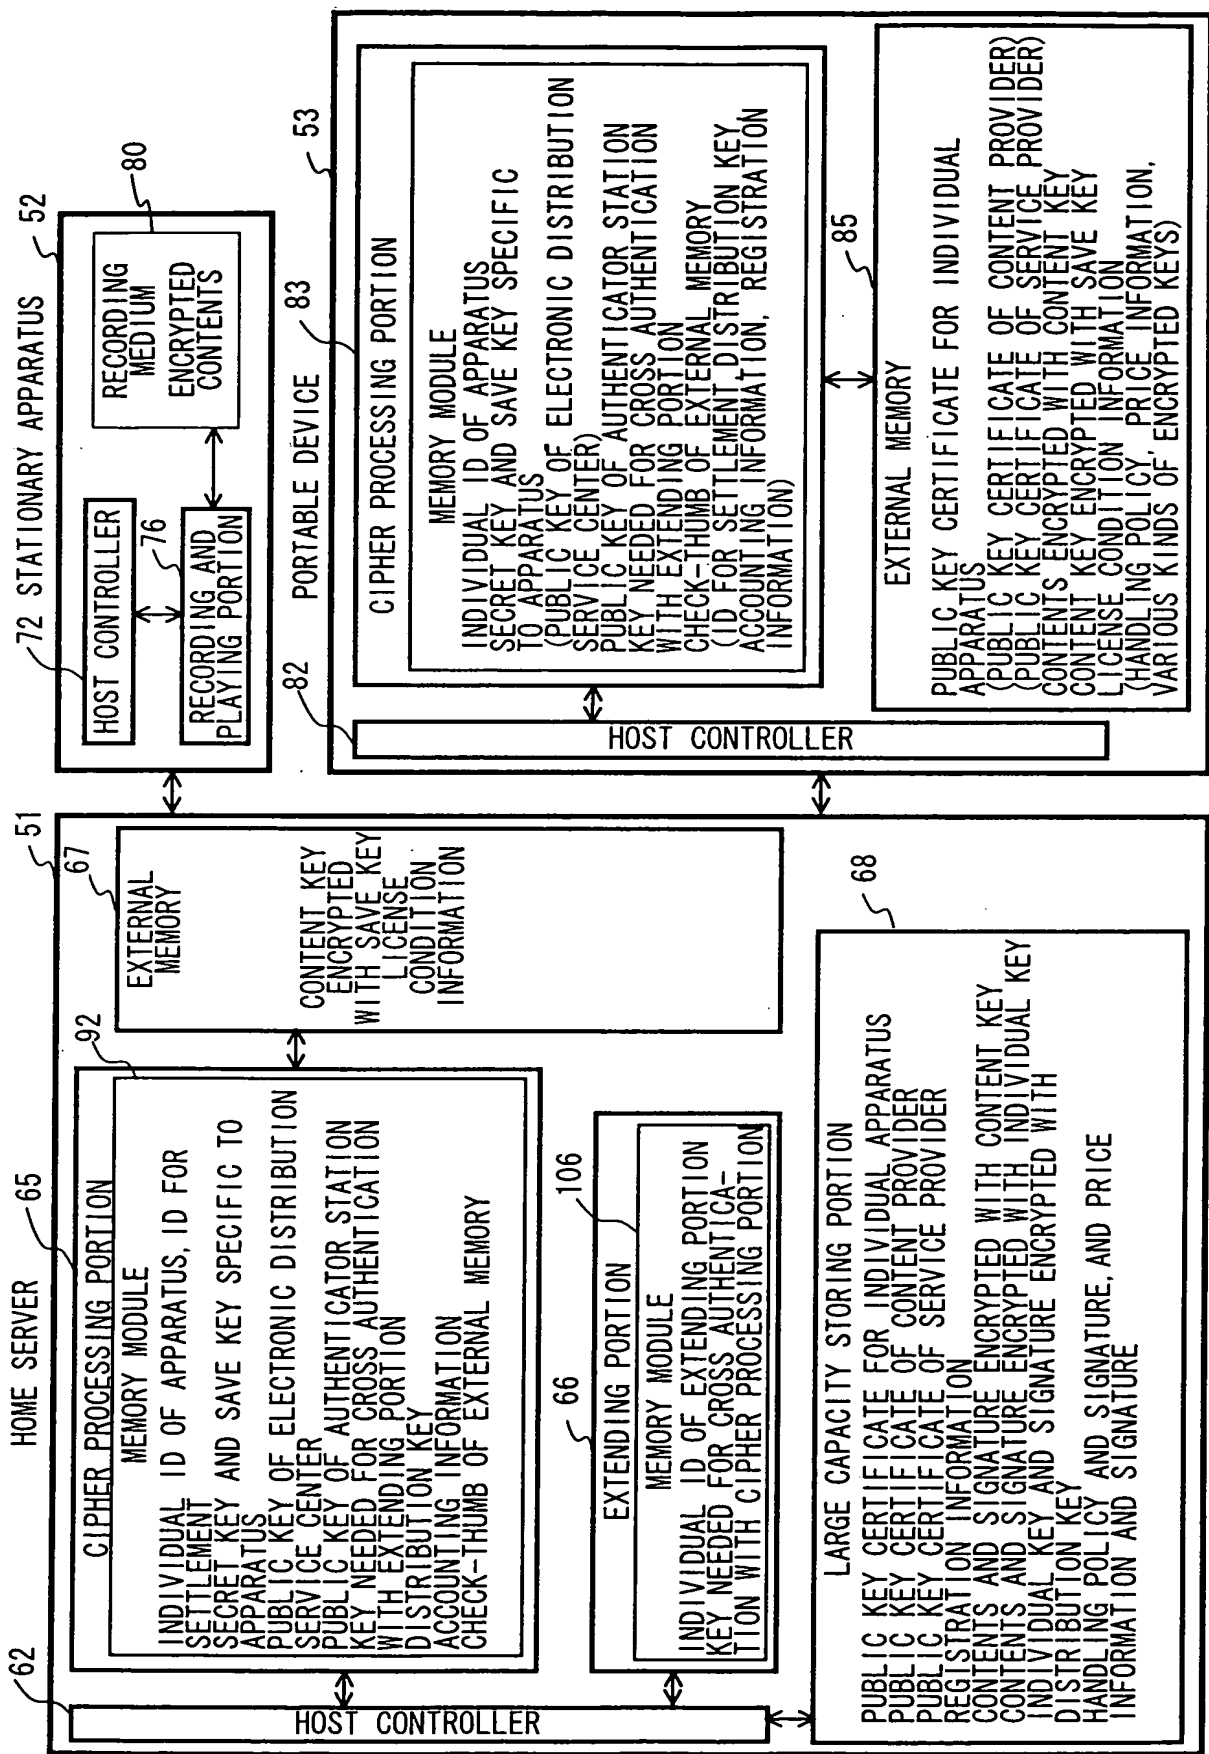 HOME SERVER
51
62
HOST CONTROLLER
65
CIPHER PROCESSING PORTION
92
MEMORY MODULE
INDIVIDUAL ID OF APPARATUS, ID FOR
SETTLEMENT
SECRET KEY AND SAVE KEY SPECIFIC TO
APPARATUS
PUBLIC KEY OF ELECTRONIC DISTRIBUTION
SERVICE CENTER
PUBLIC KEY OF AUTHENTICATOR STATION
KEY NEEDED FOR CROSS AUTHENTICATION
WITH EXTENDING PORTION
DISTRIBUTION KEY
ACCOUNTING INFORMATION
CHECK-THUMB OF EXTERNAL MEMORY
67
EXTERNAL
MEMORY
CONTENT KEY
ENCRYPTED
WITH SAVE KEY
LICENSE
CONDITION
INFORMATION
66
EXTENDING PORTION
106
MEMORY MODULE
INDIVIDUAL ID OF EXTENDING PORTION
KEY NEEDED FOR CROSS AUTHENTICA-
TION WITH CIPHER PROCESSING PORTION
68
LARGE CAPACITY STORING PORTION
PUBLIC KEY CERTIFICATE FOR INDIVIDUAL APPARATUS
PUBLIC KEY CERTIFICATE OF CONTENT PROVIDER
PUBLIC KEY CERTIFICATE OF SERVICE PROVIDER
REGISTRATION INFORMATION
CONTENTS AND SIGNATURE ENCRYPTED WITH CONTENT KEY
CONTENTS AND SIGNATURE ENCRYPTED WITH INDIVIDUAL KEY
INDIVIDUAL KEY AND SIGNATURE ENCRYPTED WITH
DISTRIBUTION KEY
HANDLING POLICY AND SIGNATURE, AND PRICE
INFORMATION AND SIGNATURE
72 STATIONARY APPARATUS 52
HOST CONTROLLER
76
RECORDING AND
PLAYING PORTION
80
RECORDING
MEDIUM
ENCRYPTED
CONTENTS
PORTABLE DEVICE
53
82
HOST CONTROLLER
83
CIPHER PROCESSING PORTION
MEMORY MODULE
INDIVIDUAL ID OF APPARATUS
SECRET KEY AND SAVE KEY SPECIFIC
TO APPARATUS
(PUBLIC KEY OF ELECTRONIC DISTRIBUTION
SERVICE CENTER)
PUBLIC KEY OF AUTHENTICATOR STATION
KEY NEEDED FOR CROSS AUTHENTICATION
WITH EXTENDING PORTION
CHECK-THUMB OF EXTERNAL MEMORY
(ID FOR SETTLEMENT DISTRIBUTION KEY,
ACCOUNTING INFORMATION, REGISTRATION
INFORMATION)
85
EXTERNAL MEMORY
PUBLIC KEY CERTIFICATE FOR INDIVIDUAL
APPARATUS
(PUBLIC KEY CERTIFICATE OF CONTENT PROVIDER)
(PUBLIC KEY CERTIFICATE OF SERVICE PROVIDER)
CONTENTS ENCRYPTED WITH CONTENT KEY
CONTENT KEY ENCRYPTED WITH SAVE KEY
LICENSE CONDITION INFORMATION
(HANDLING POLICY, PRICE INFORMATION,
VARIOUS KINDS OF ENCRYPTED KEYS)